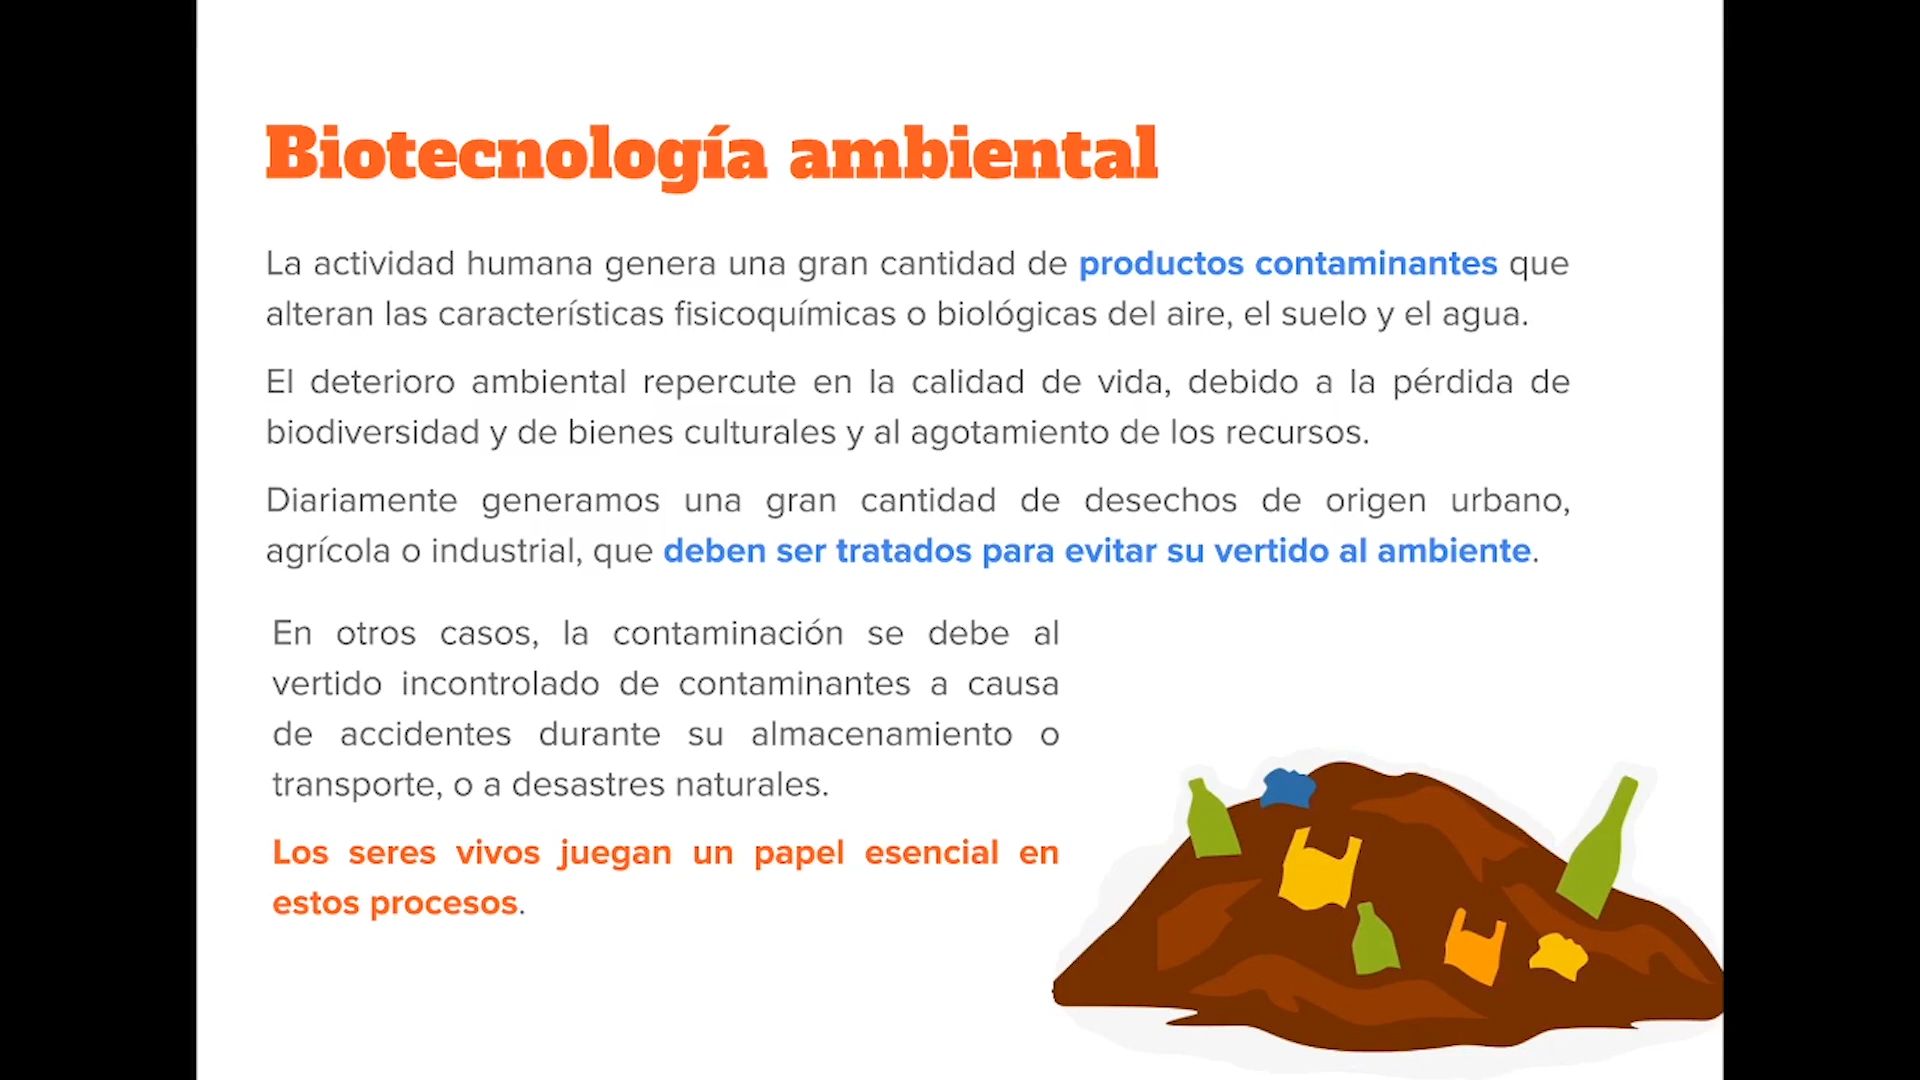 Biotecnología ambiental
La actividad humana genera una gran cantidad de productos contaminantes que
alteran las características fisicoquímicas o biológicas del aire, el suelo y el agua.
El deterioro ambiental repercute en la calidad de vida, debido a la pérdida de
biodiversidad y de bienes culturales y al agotamiento de los recursos.
Diariamente generamos una gran cantidad de desechos de origen urbano,
agrícola o industrial, que deben ser tratados para evitar su vertido al ambiente.
En otros casos, la contaminación se debe al
vertido incontrolado de contaminantes a causa
de accidentes durante su almacenamiento o
transporte, o a desastres naturales.
Los seres vivos juegan un papel esencial en
estos procesos.